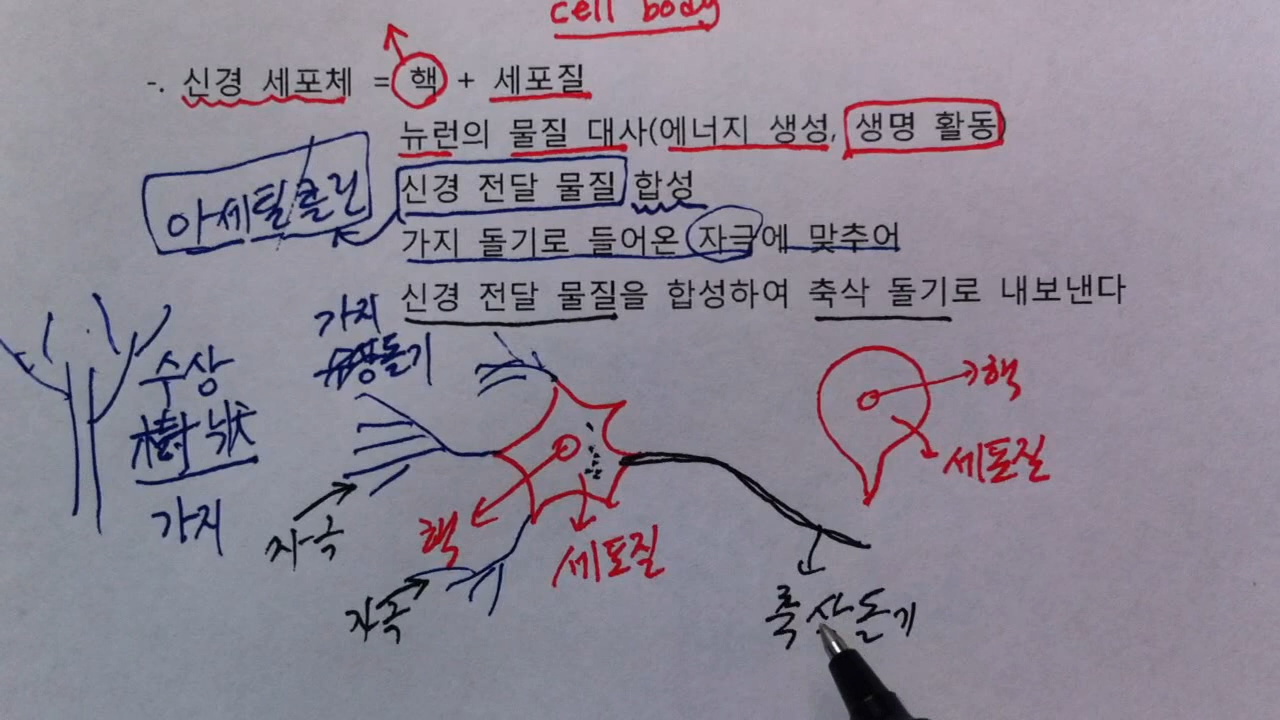 cell body
-. 신경 세포체 = 핵 + 세포질
뉴런의 물질 대사(에너지 생성, 생명 활동)
아세틸콜린
신경 전달 물질 합성
가지 돌기로 들어온 자극에 맞추어
신경 전달 물질을 합성하여 축삭 돌기로 내보낸다
가지
돌기
수상
樹狀
가지
핵
세포질
자극
핵
세포질
자극
축삭돌기